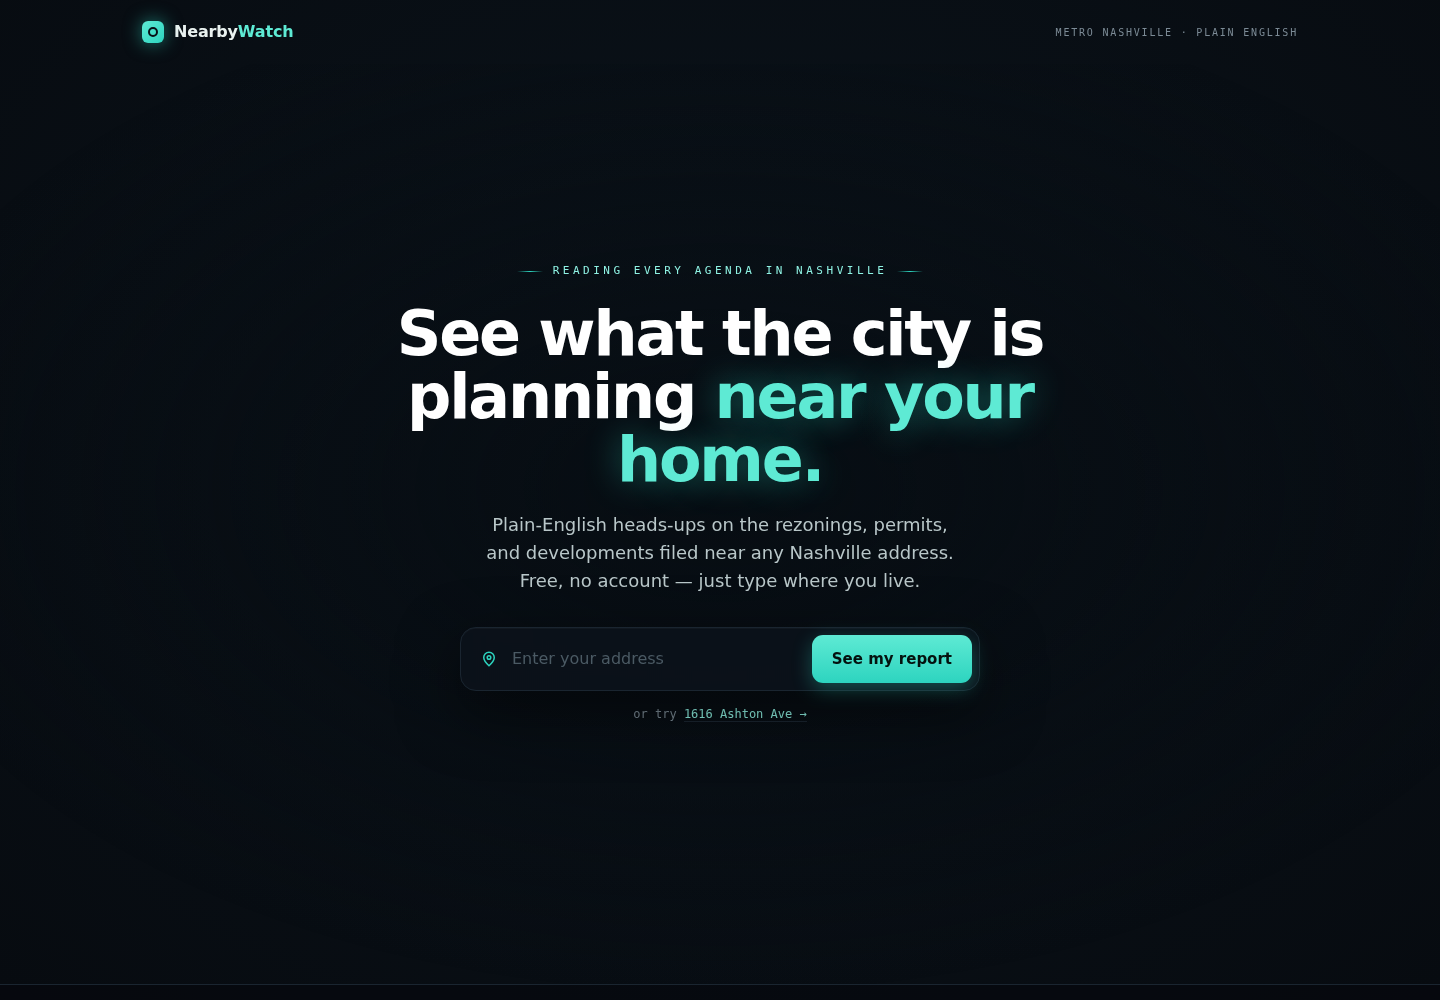 NearbyWatch
METRO NASHVILLE · PLAIN ENGLISH
READING EVERY AGENDA IN NASHVILLE
See what the city is
planning near your
home.
Plain-English heads-ups on the rezonings, permits,
and developments filed near any Nashville address.
Free, no account — just type where you live.
Enter your address
See my report
or try 1616 Ashton Ave →